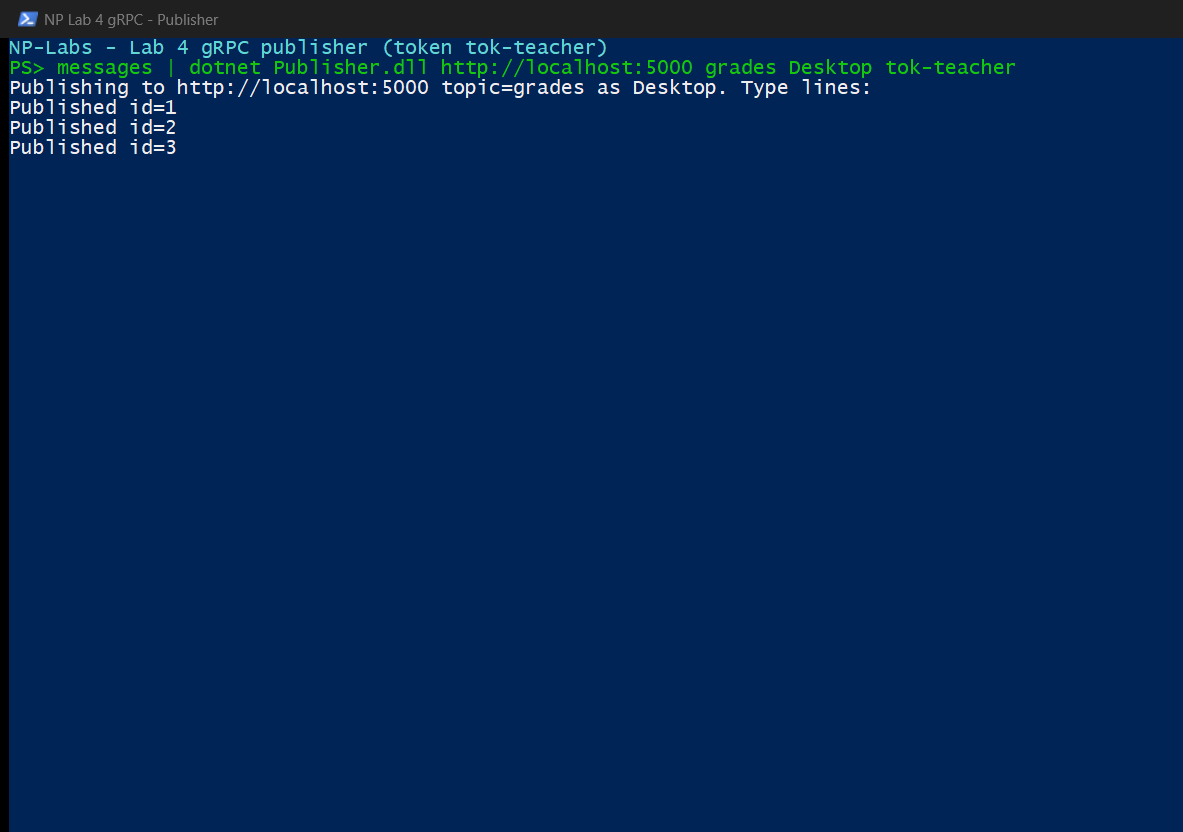 NP Lab 4 gRPC - Publisher
NP-Labs - Lab 4 gRPC publisher (token tok-teacher)
PS> messages | dotnet Publisher.dll http://localhost:5000 grades Desktop tok-teacher
Publishing to http://localhost:5000 topic=grades as Desktop. Type lines:
Published id=1
Published id=2
Published id=3